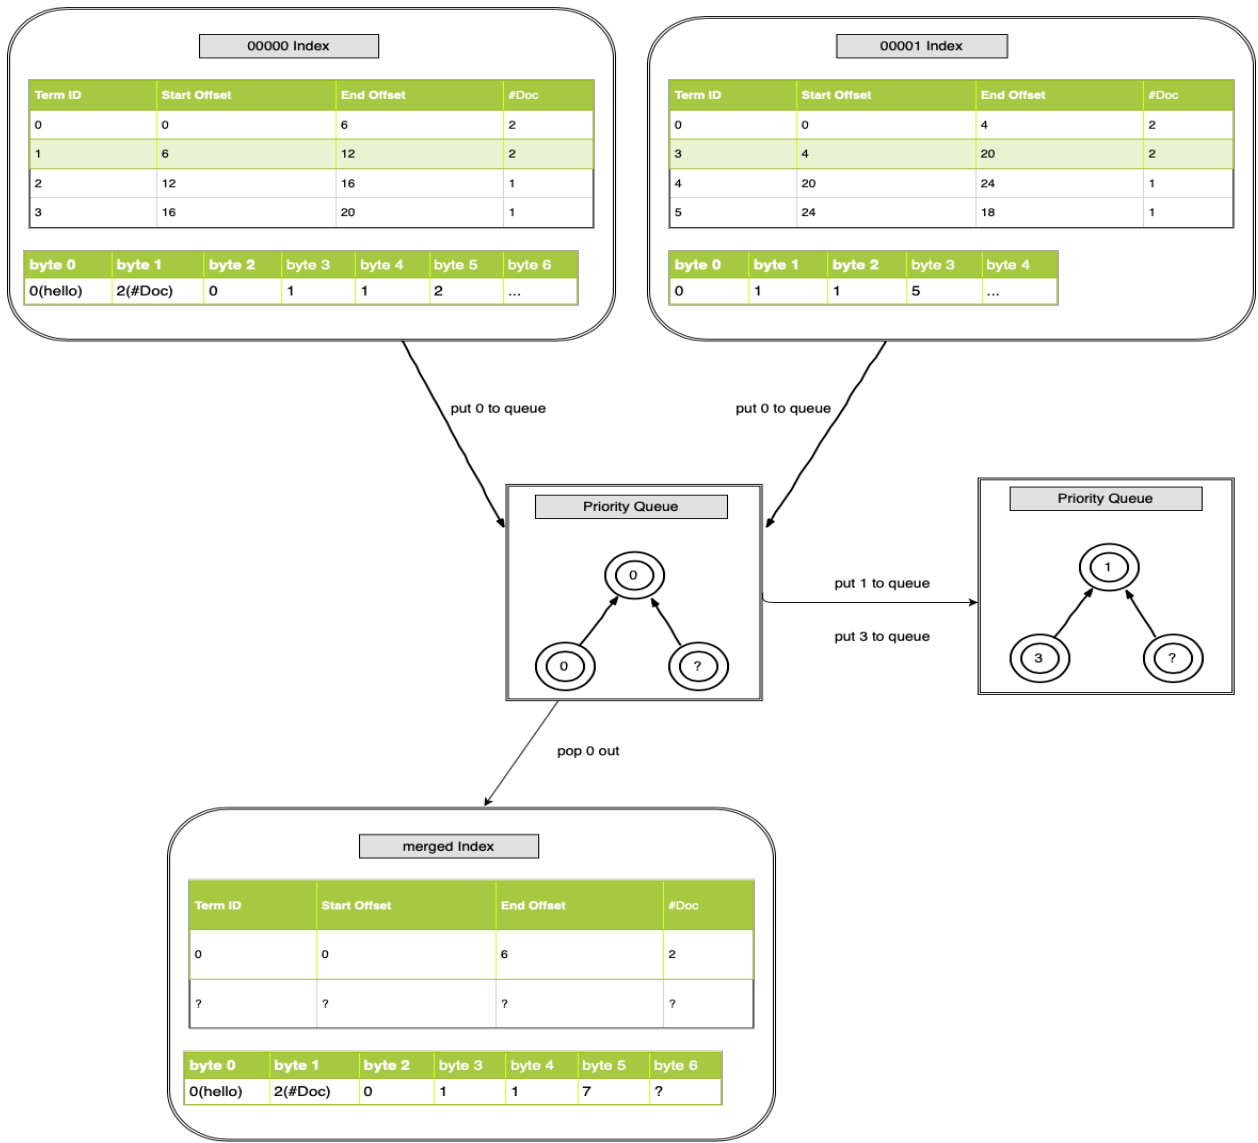 00000 Index
Term ID Start Offset End Offset #Doc
0 0 6 2
1 6 12 2
2 12 16 1
3 16 20 1
byte 0 byte 1 byte 2 byte 3 byte 4 byte 5 byte 6
0(hello) 2(#Doc) 0 1 1 2 ...
00001 Index
Term ID Start Offset End Offset #Doc
0 0 4 2
3 4 20 2
4 20 24 1
5 24 18 1
byte 0 byte 1 byte 2 byte 3 byte 4
0 1 1 5 ...
put 0 to queue
put 0 to queue
Priority Queue
0
0 ?
put 1 to queue
put 3 to queue
Priority Queue
1
3 ?
pop 0 out
merged Index
Term ID Start Offset End Offset #Doc
0 0 6 2
? ? ? ?
byte 0 byte 1 byte 2 byte 3 byte 4 byte 5 byte 6
0(hello) 2(#Doc) 0 1 1 7 ?